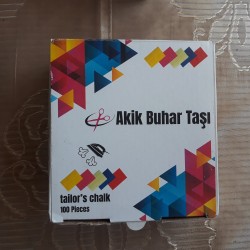 Akik Buhar Taşı
tailor's chalk
100 Pieces